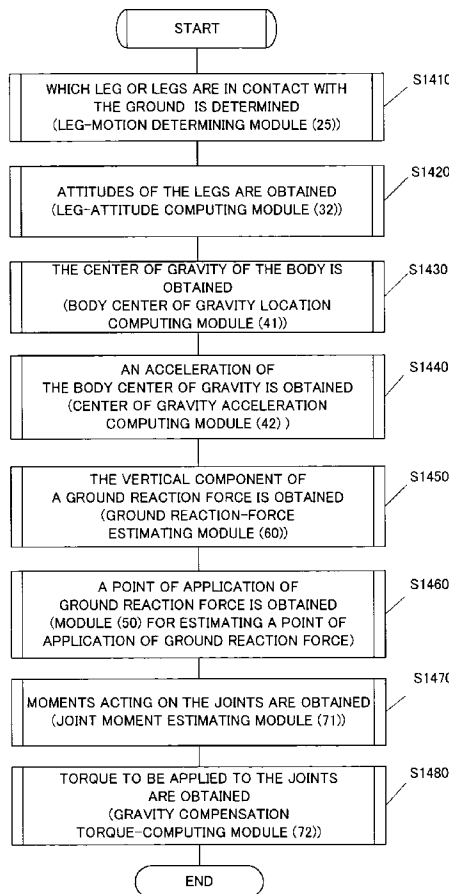 START
WHICH LEG OR LEGS ARE IN CONTACT WITH
THE GROUND IS DETERMINED
(LEG-MOTION DETERMINING MODULE (25))
S1410
ATTITUDES OF THE LEGS ARE OBTAINED
(LEG-ATTITUDE COMPUTING MODULE (32))
S1420
THE CENTER OF GRAVITY OF THE BODY IS
OBTAINED
(BODY CENTER OF GRAVITY LOCATION
COMPUTING MODULE (41))
S1430
AN ACCELERATION OF
THE BODY CENTER OF GRAVITY IS OBTAINED
(CENTER OF GRAVITY ACCELERATION
COMPUTING MODULE (42) )
S1440
THE VERTICAL COMPONENT OF
A GROUND REACTION FORCE IS OBTAINED
(GROUND REACTION-FORCE
ESTIMATING MODULE (60))
S1450
A POINT OF APPLICATION OF
GROUND REACTION FORCE IS OBTAINED
(MODULE (50) FOR ESTIMATING A POINT OF
APPLICATION OF GROUND REACTION FORCE)
S1460
MOMENTS ACTING ON THE JOINTS ARE OBTAINED
(JOINT MOMENT ESTIMATING MODULE (71))
S1470
TORQUE TO BE APPLIED TO THE JOINTS
ARE OBTAINED
(GRAVITY COMPENSATION
TORQUE-COMPUTING MODULE (72))
S1480
END